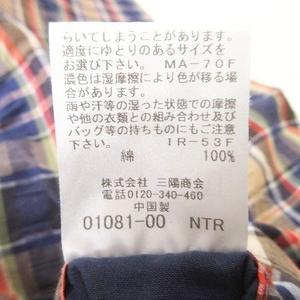 らいてしまうことがあります。
適度にゆとりのあるサイズを
お選び下さい。 MA-70F
濃色は湿摩擦により色が移る場
合があります。
雨や汗等の湿った状態での摩擦
や他の衣類との組み合わせ及び
バッグ等の持ちものにもご注意
下さい。 IR-53F
綿 100%
株式会社 三陽商会
電話0120-340-460
中国製
01081-00 NTR